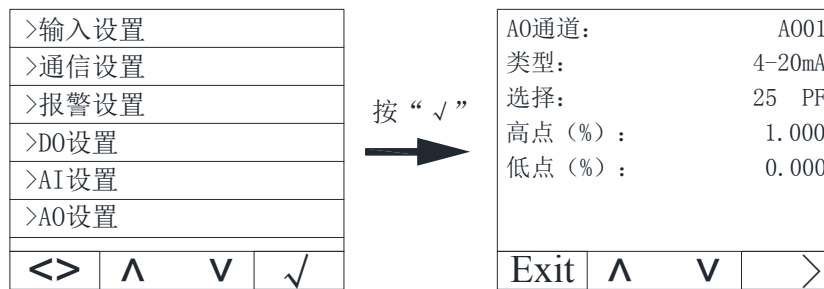 >输入设置
>通信设置
>报警设置
>DO设置
>AI设置
>AO设置
<> ∧ ∨ √
按“√”
AO通道： AO01
类型： 4-20mA
选择： 25 PF
高点（%）： 1.000
低点（%）： 0.000
Exit ∧ ∨ >